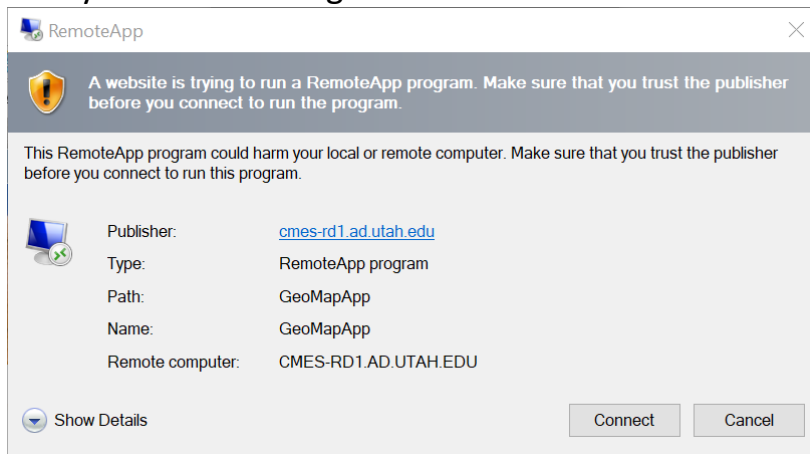 RemoteApp
A website is trying to run a RemoteApp program. Make sure that you trust the publisher
before you connect to run the program.
This RemoteApp program could harm your local or remote computer. Make sure that you trust the publisher
before you connect to run this program.
Publisher: cmes-rd1.ad.utah.edu
Type: RemoteApp program
Path: GeoMapApp
Name: GeoMapApp
Remote computer: CMES-RD1.AD.UTAH.EDU
Show Details Connect Cancel